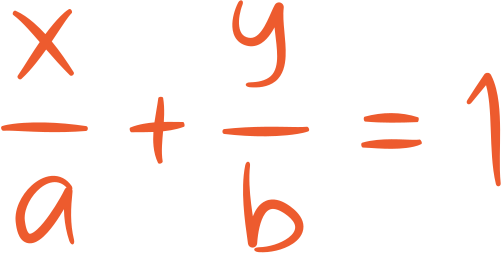 x/a + y/b = 1